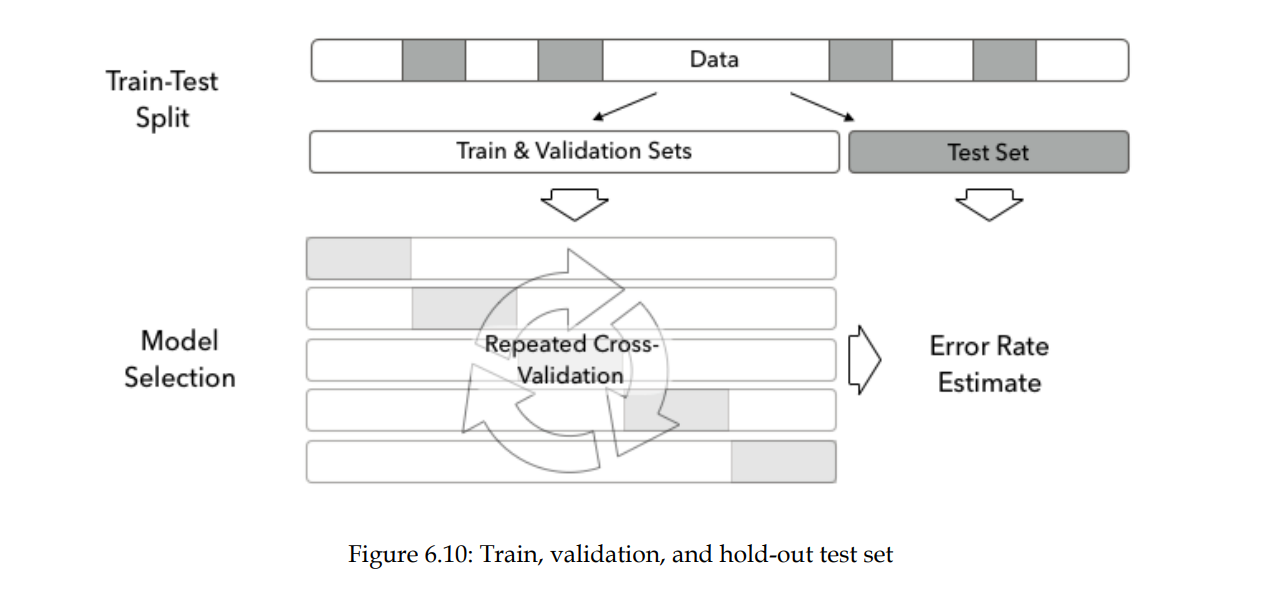 Train-Test
Split
Data
Train & Validation Sets
Test Set
Model
Selection
Repeated Cross-
Validation
Error Rate
Estimate
Figure 6.10: Train, validation, and hold-out test set